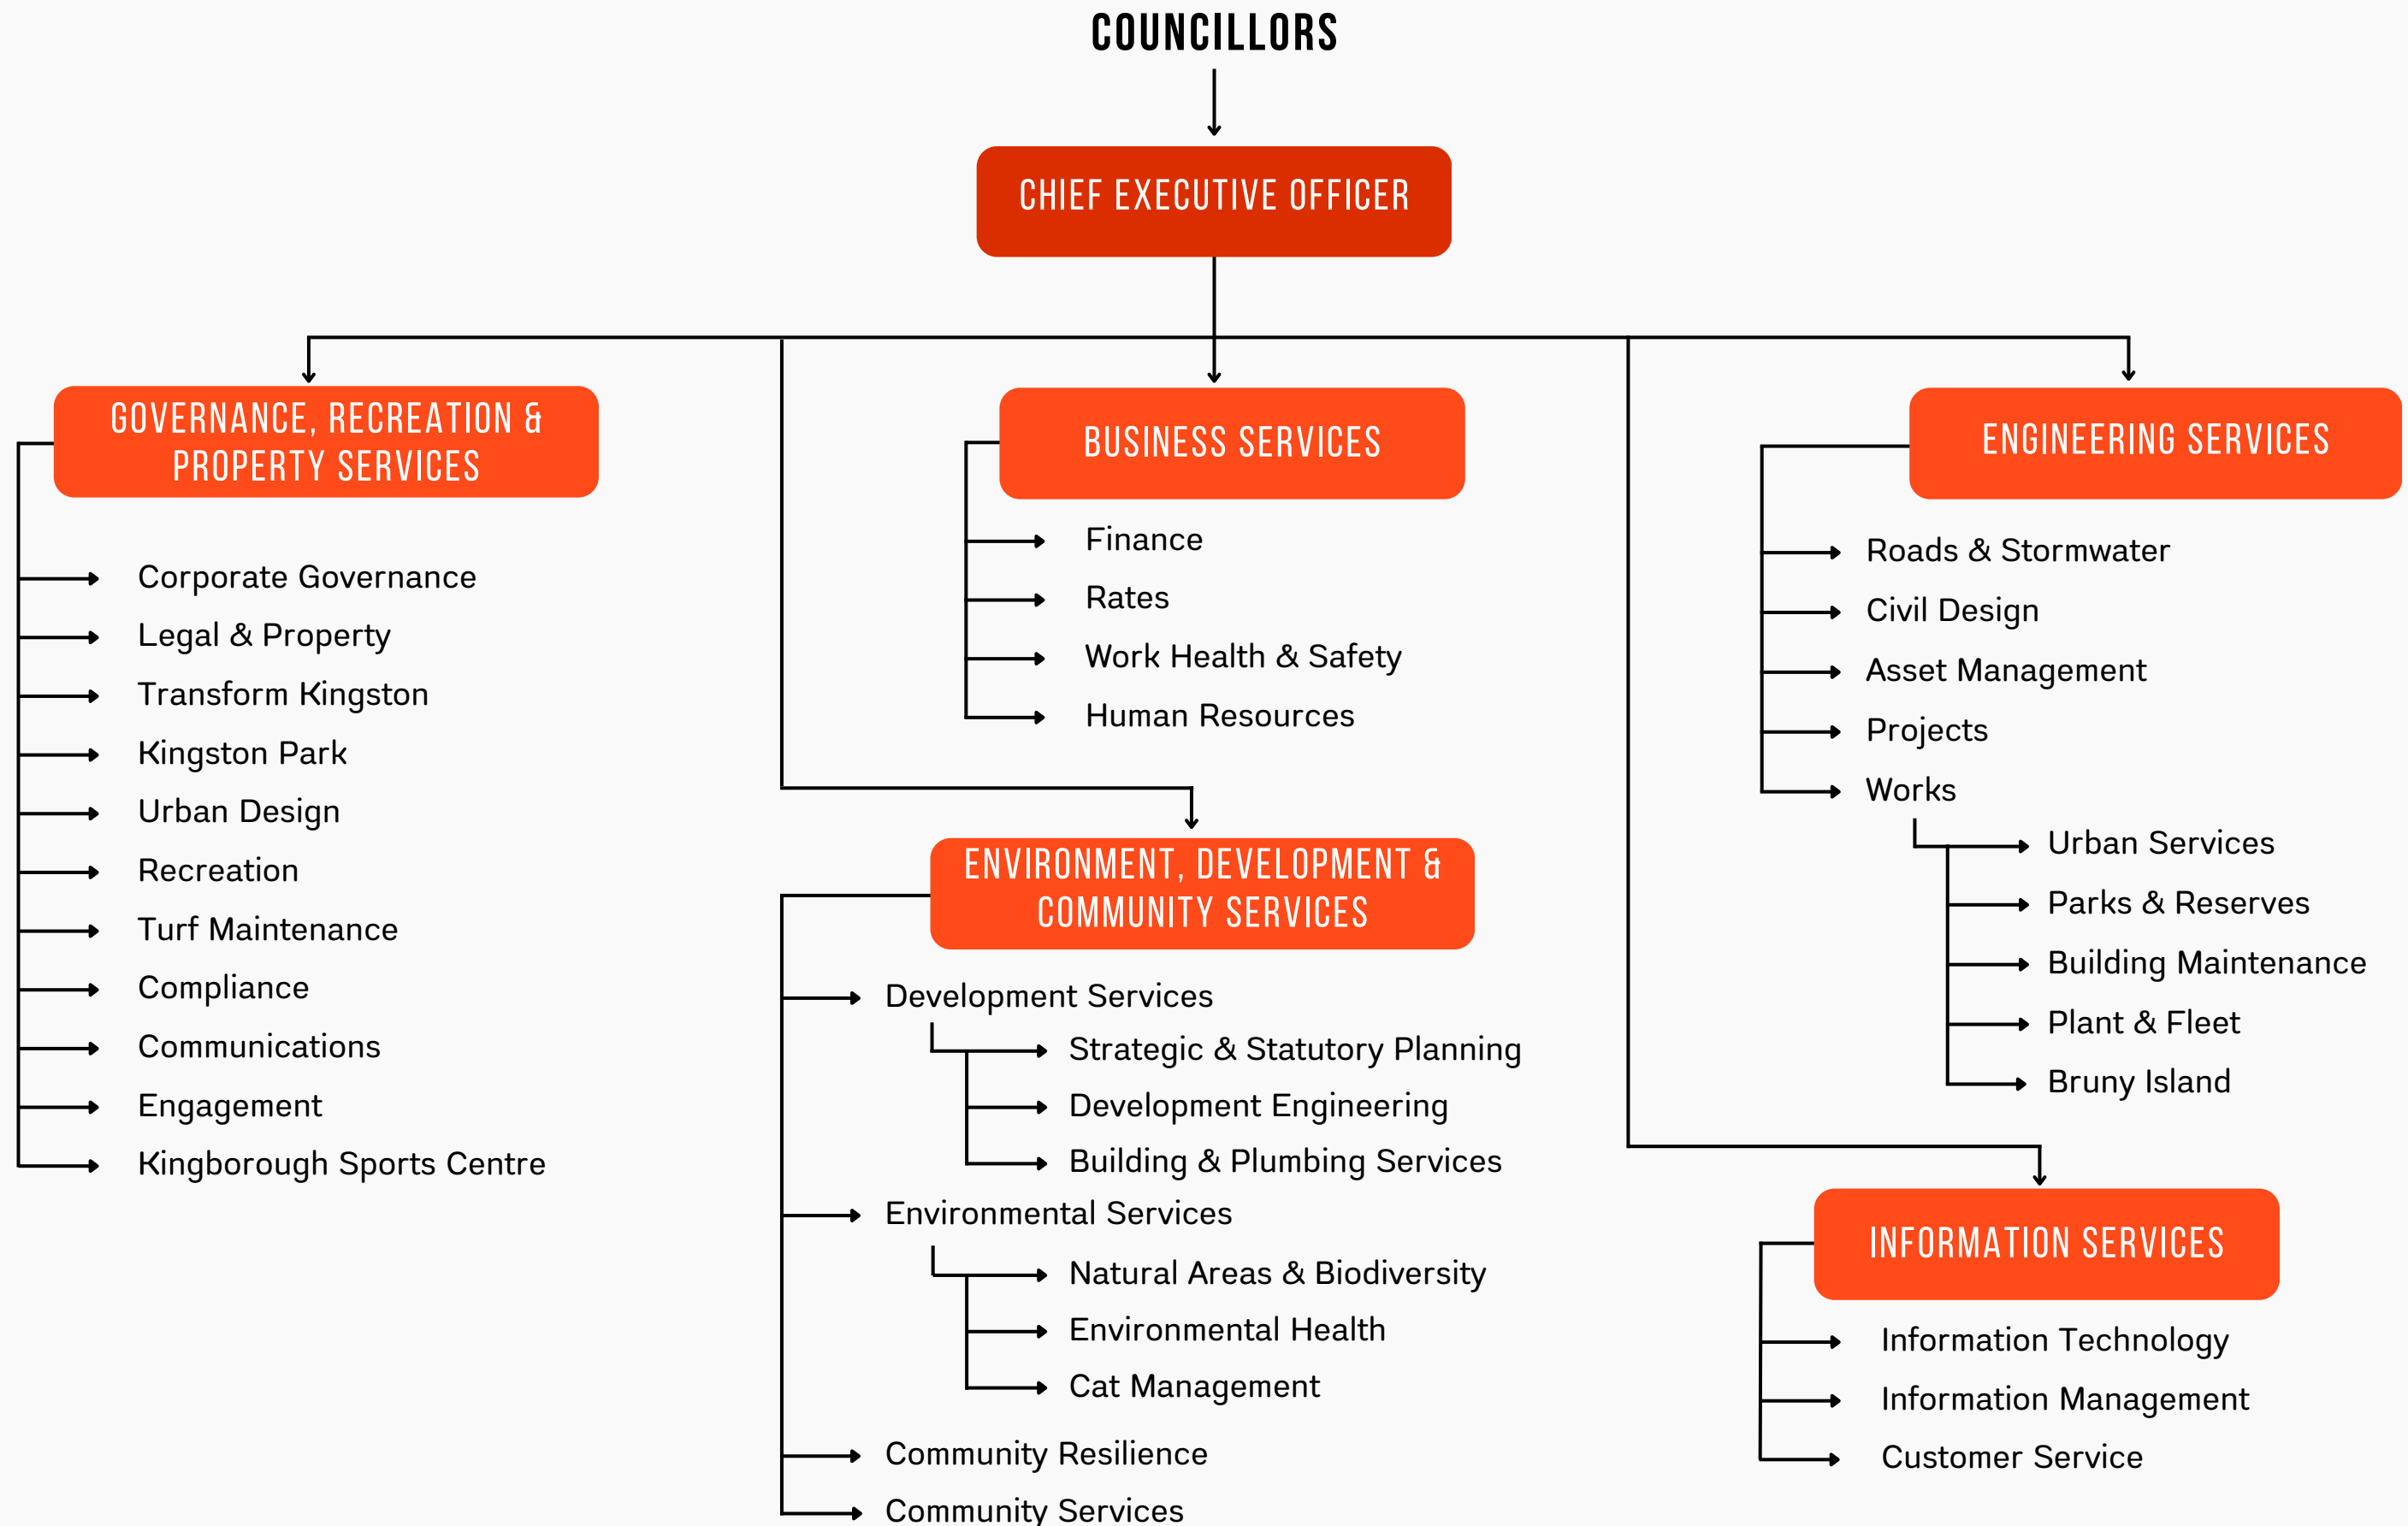 COUNCILLORS
CHIEF EXECUTIVE OFFICER
GOVERNANCE, RECREATION &
PROPERTY SERVICES
Corporate Governance
Legal & Property
Transform Kingston
Kingston Park
Urban Design
Recreation
Turf Maintenance
Compliance
Communications
Engagement
Kingborough Sports Centre
BUSINESS SERVICES
Finance
Rates
Work Health & Safety
Human Resources
ENVIRONMENT, DEVELOPMENT &
COMMUNITY SERVICES
Development Services
Strategic & Statutory Planning
Development Engineering
Building & Plumbing Services
Environmental Services
Natural Areas & Biodiversity
Environmental Health
Cat Management
Community Resilience
Community Services
ENGINEERING SERVICES
Roads & Stormwater
Civil Design
Asset Management
Projects
Works
Urban Services
Parks & Reserves
Building Maintenance
Plant & Fleet
Bruny Island
INFORMATION SERVICES
Information Technology
Information Management
Customer Service